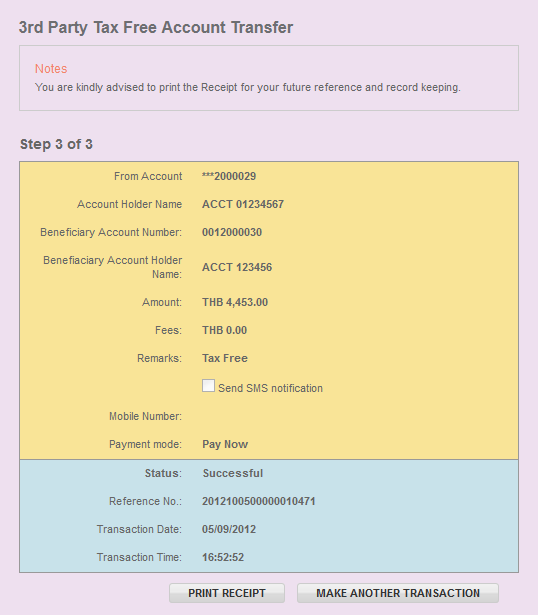 3rd Party Tax Free Account Transfer
Notes
You are kindly advised to print the Receipt for your future reference and record keeping.
Step 3 of 3
From Account ***2000029
Account Holder Name ACCT 01234567
Beneficiary Account Number: 0012000030
Benefiaciary Account Holder
Name: ACCT 123456
Amount: THB 4,453.00
Fees: THB 0.00
Remarks: Tax Free
Send SMS notification
Mobile Number:
Payment mode: Pay Now
Status: Successful
Reference No.: 2012100500000010471
Transaction Date: 05/09/2012
Transaction Time: 16:52:52
PRINT RECEIPT MAKE ANOTHER TRANSACTION